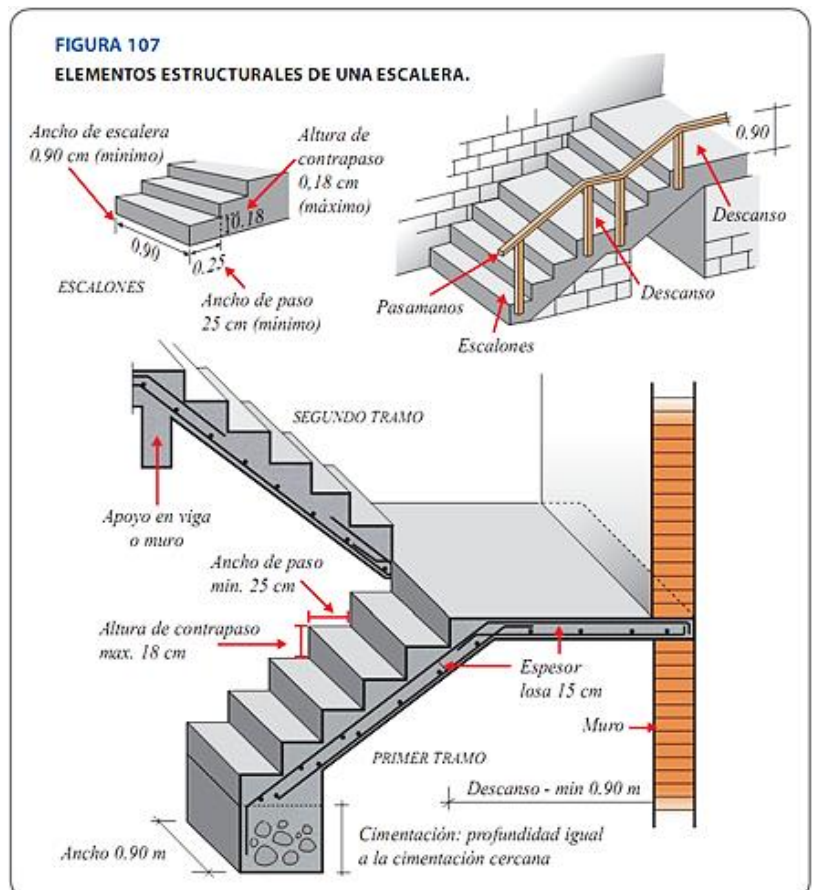 FIGURA 107
ELEMENTOS ESTRUCTURALES DE UNA ESCALERA.
Ancho de escalera
0.90 cm (mínimo)
Altura de
contrapaso
0,18 cm
(máximo)
0.18
0.90
0.25
ESCALONES
Ancho de paso
25 cm (mínimo)
0.90
Descanso
Descanso
Pasamanos
Escalones
SEGUNDO TRAMO
Apoyo en viga
o muro
Ancho de paso
min. 25 cm
Altura de contrapaso
max. 18 cm
Espesor
losa 15 cm
Muro
PRIMER TRAMO
Descanso - min 0.90 m
Ancho 0.90 m
Cimentación: profundidad igual
a la cimentación cercana